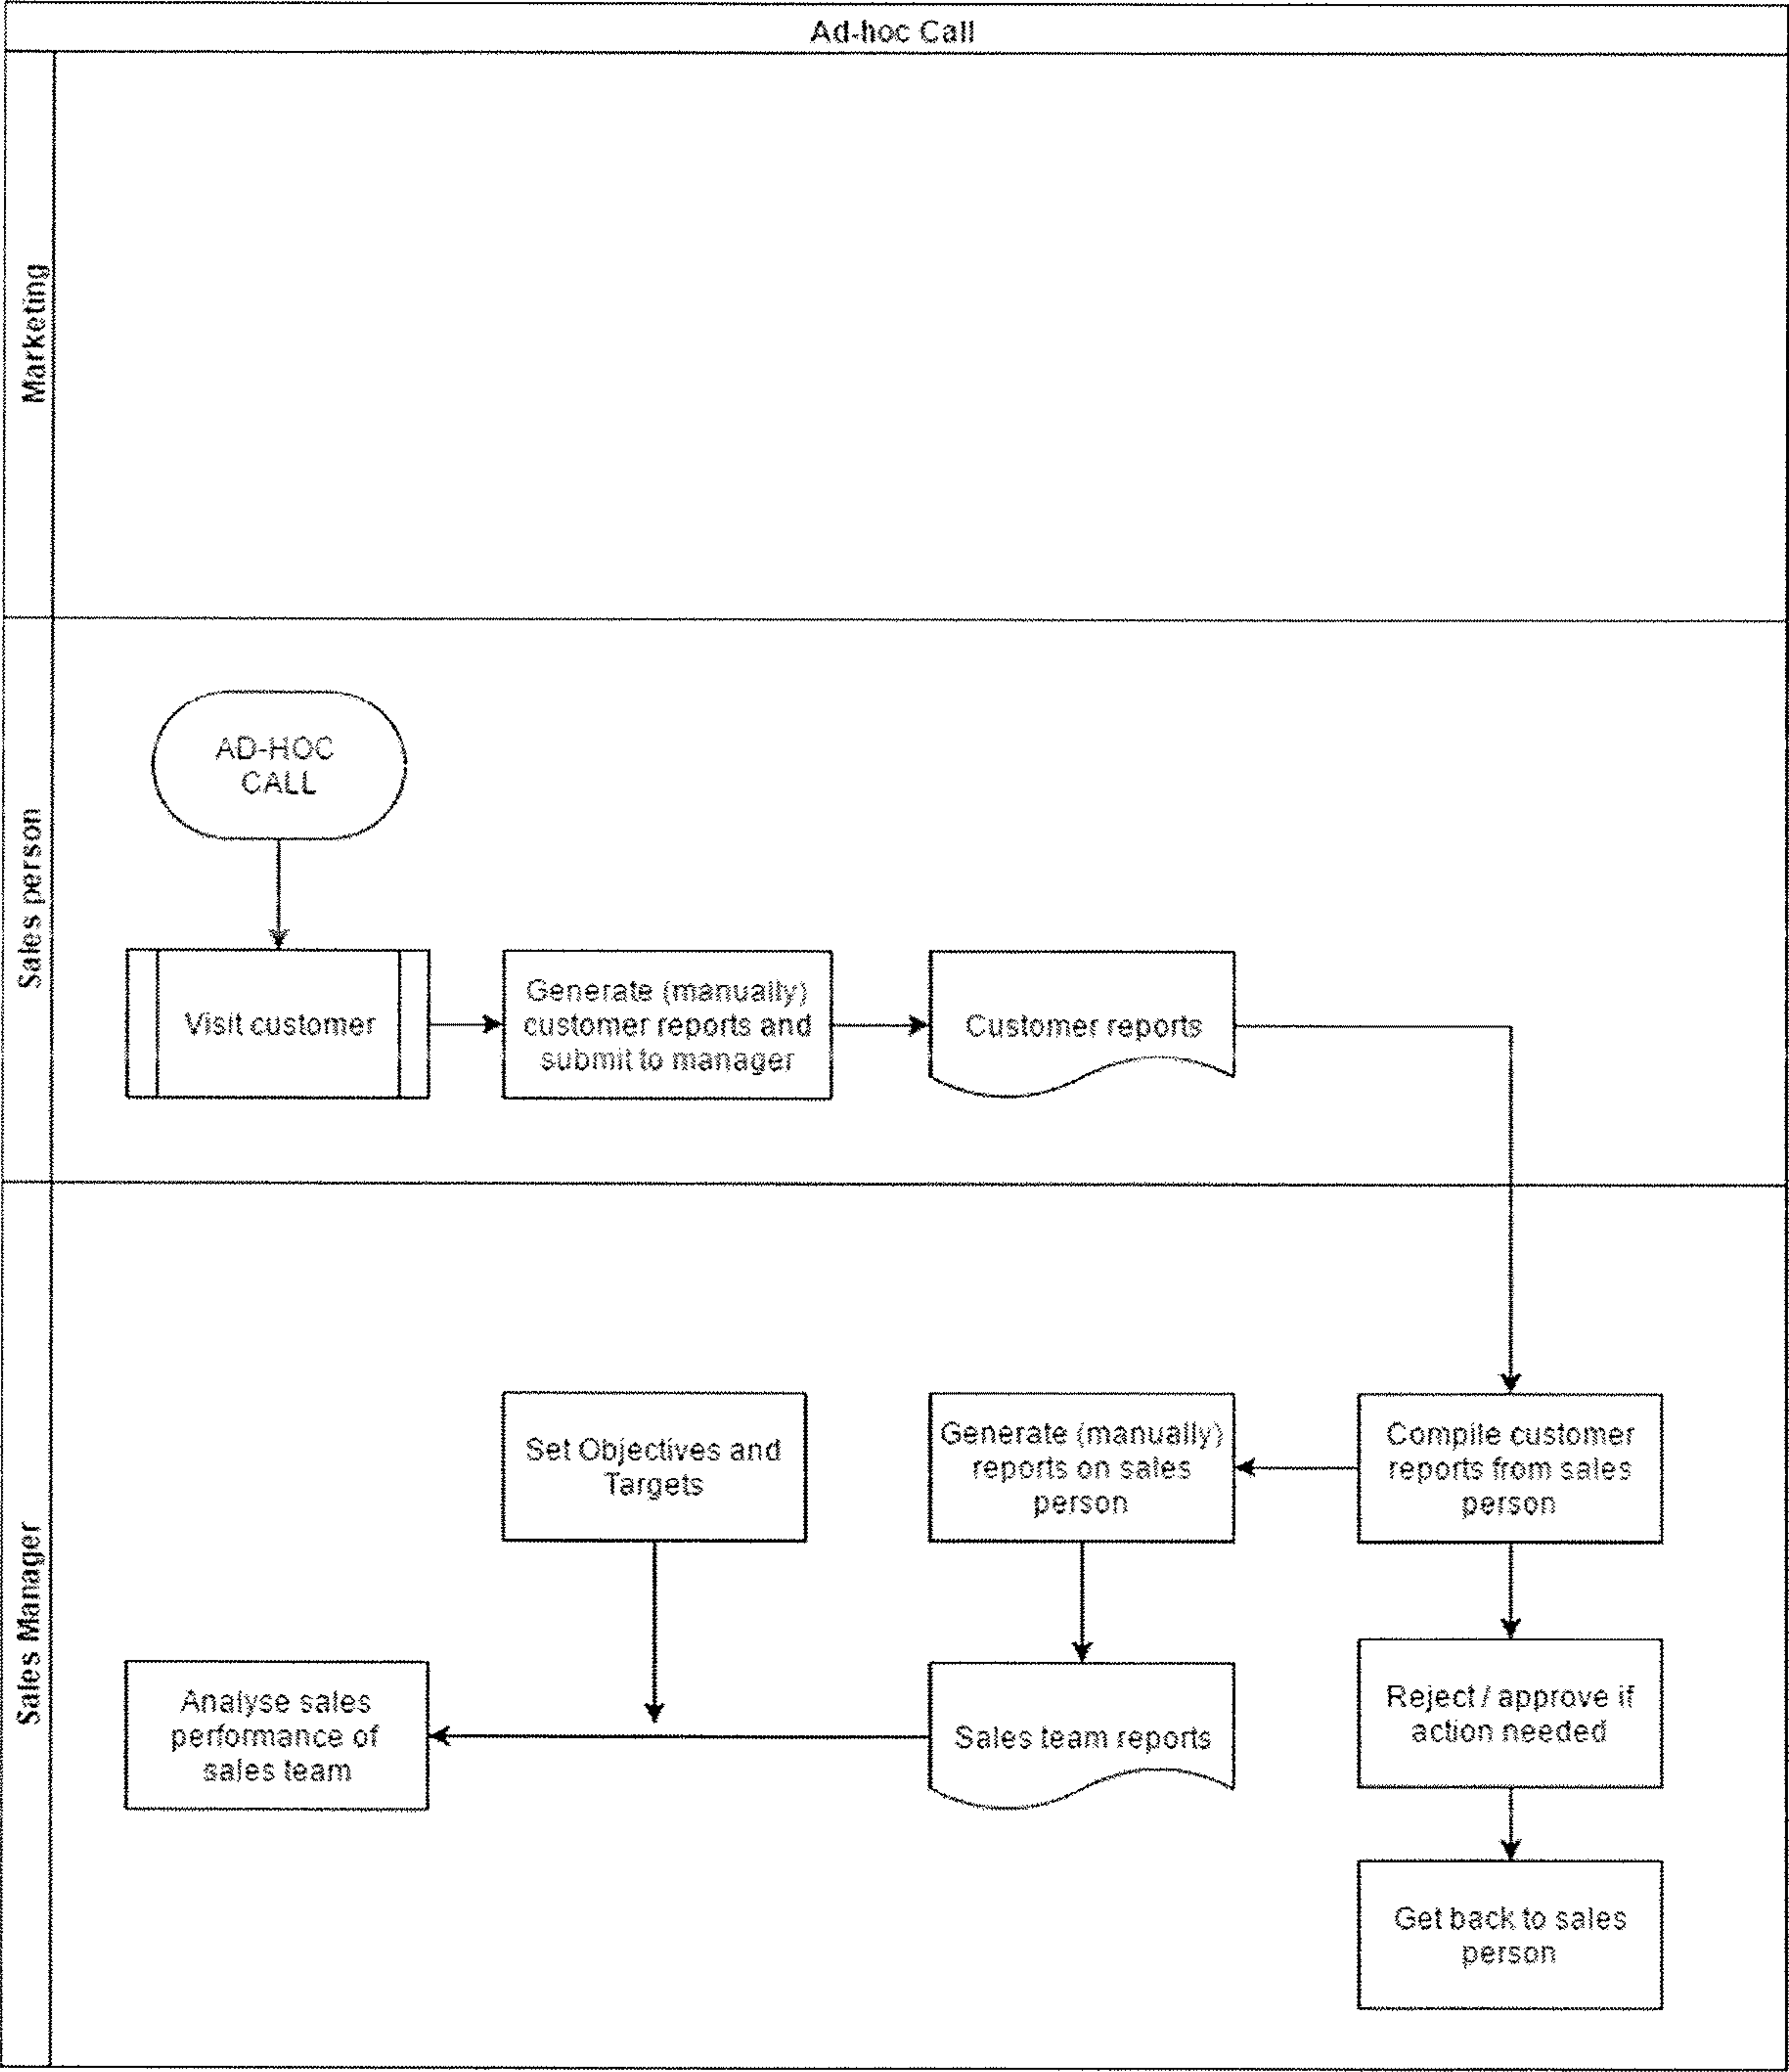 Ad-hoc Call
Marketing
Sales person
AD-HOC
CALL
Visit customer
Generate (manually)
customer reports and
submit to manager
Customer reports
Sales Manager
Set Objectives and
Targets
Generate (manually)
reports on sales
person
Compile customer
reports from sales
person
Analyse sales
performance of
sales team
Sales team reports
Reject / approve if
action needed
Get back to sales
person